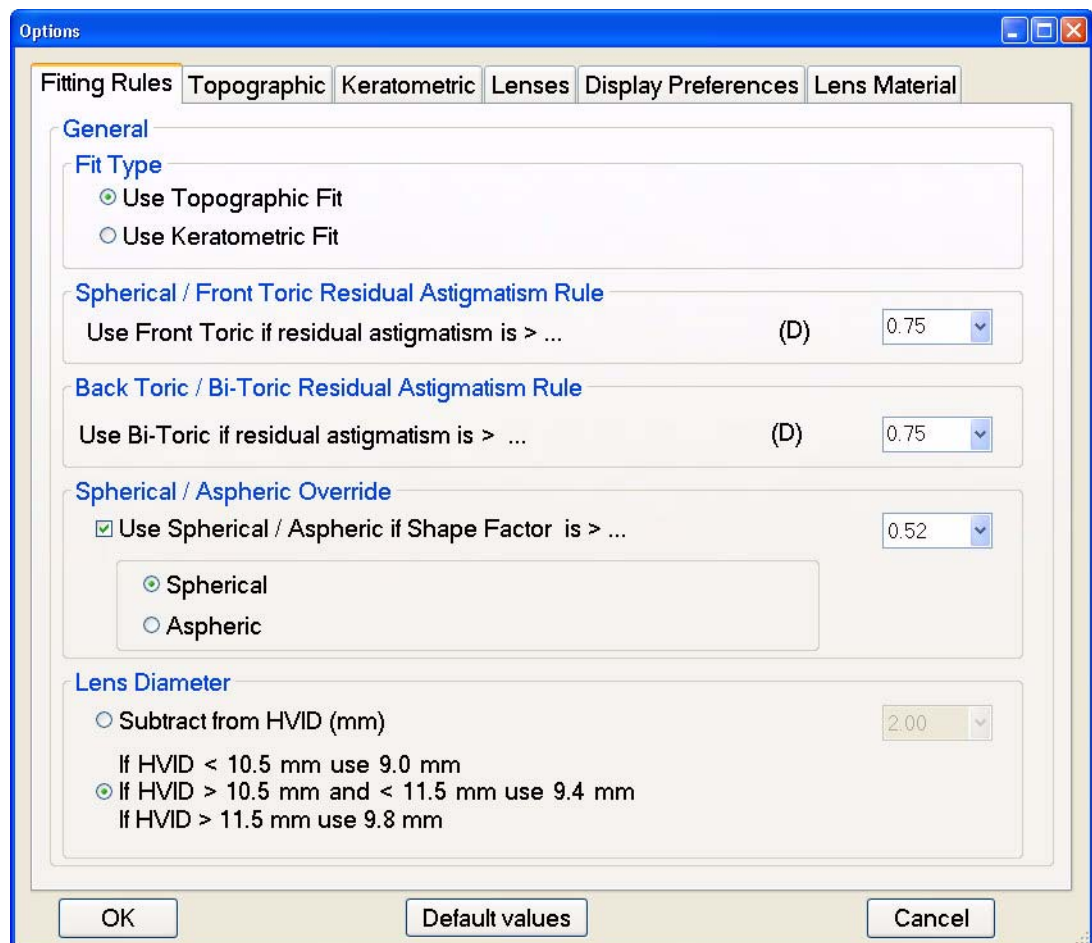 Options
Fitting Rules Topographic Keratometric Lenses Display Preferences Lens Material
General
Fit Type
Use Topographic Fit
Use Keratometric Fit
Spherical / Front Toric Residual Astigmatism Rule
Use Front Toric if residual astigmatism is > ... (D) 0.75
Back Toric / Bi-Toric Residual Astigmatism Rule
Use Bi-Toric if residual astigmatism is > ... (D) 0.75
Spherical / Aspheric Override
Use Spherical / Aspheric if Shape Factor is > ... 0.52
Spherical
Aspheric
Lens Diameter
Subtract from HVID (mm) 2.00
If HVID < 10.5 mm use 9.0 mm
If HVID > 10.5 mm and < 11.5 mm use 9.4 mm
If HVID > 11.5 mm use 9.8 mm
OK Default values Cancel